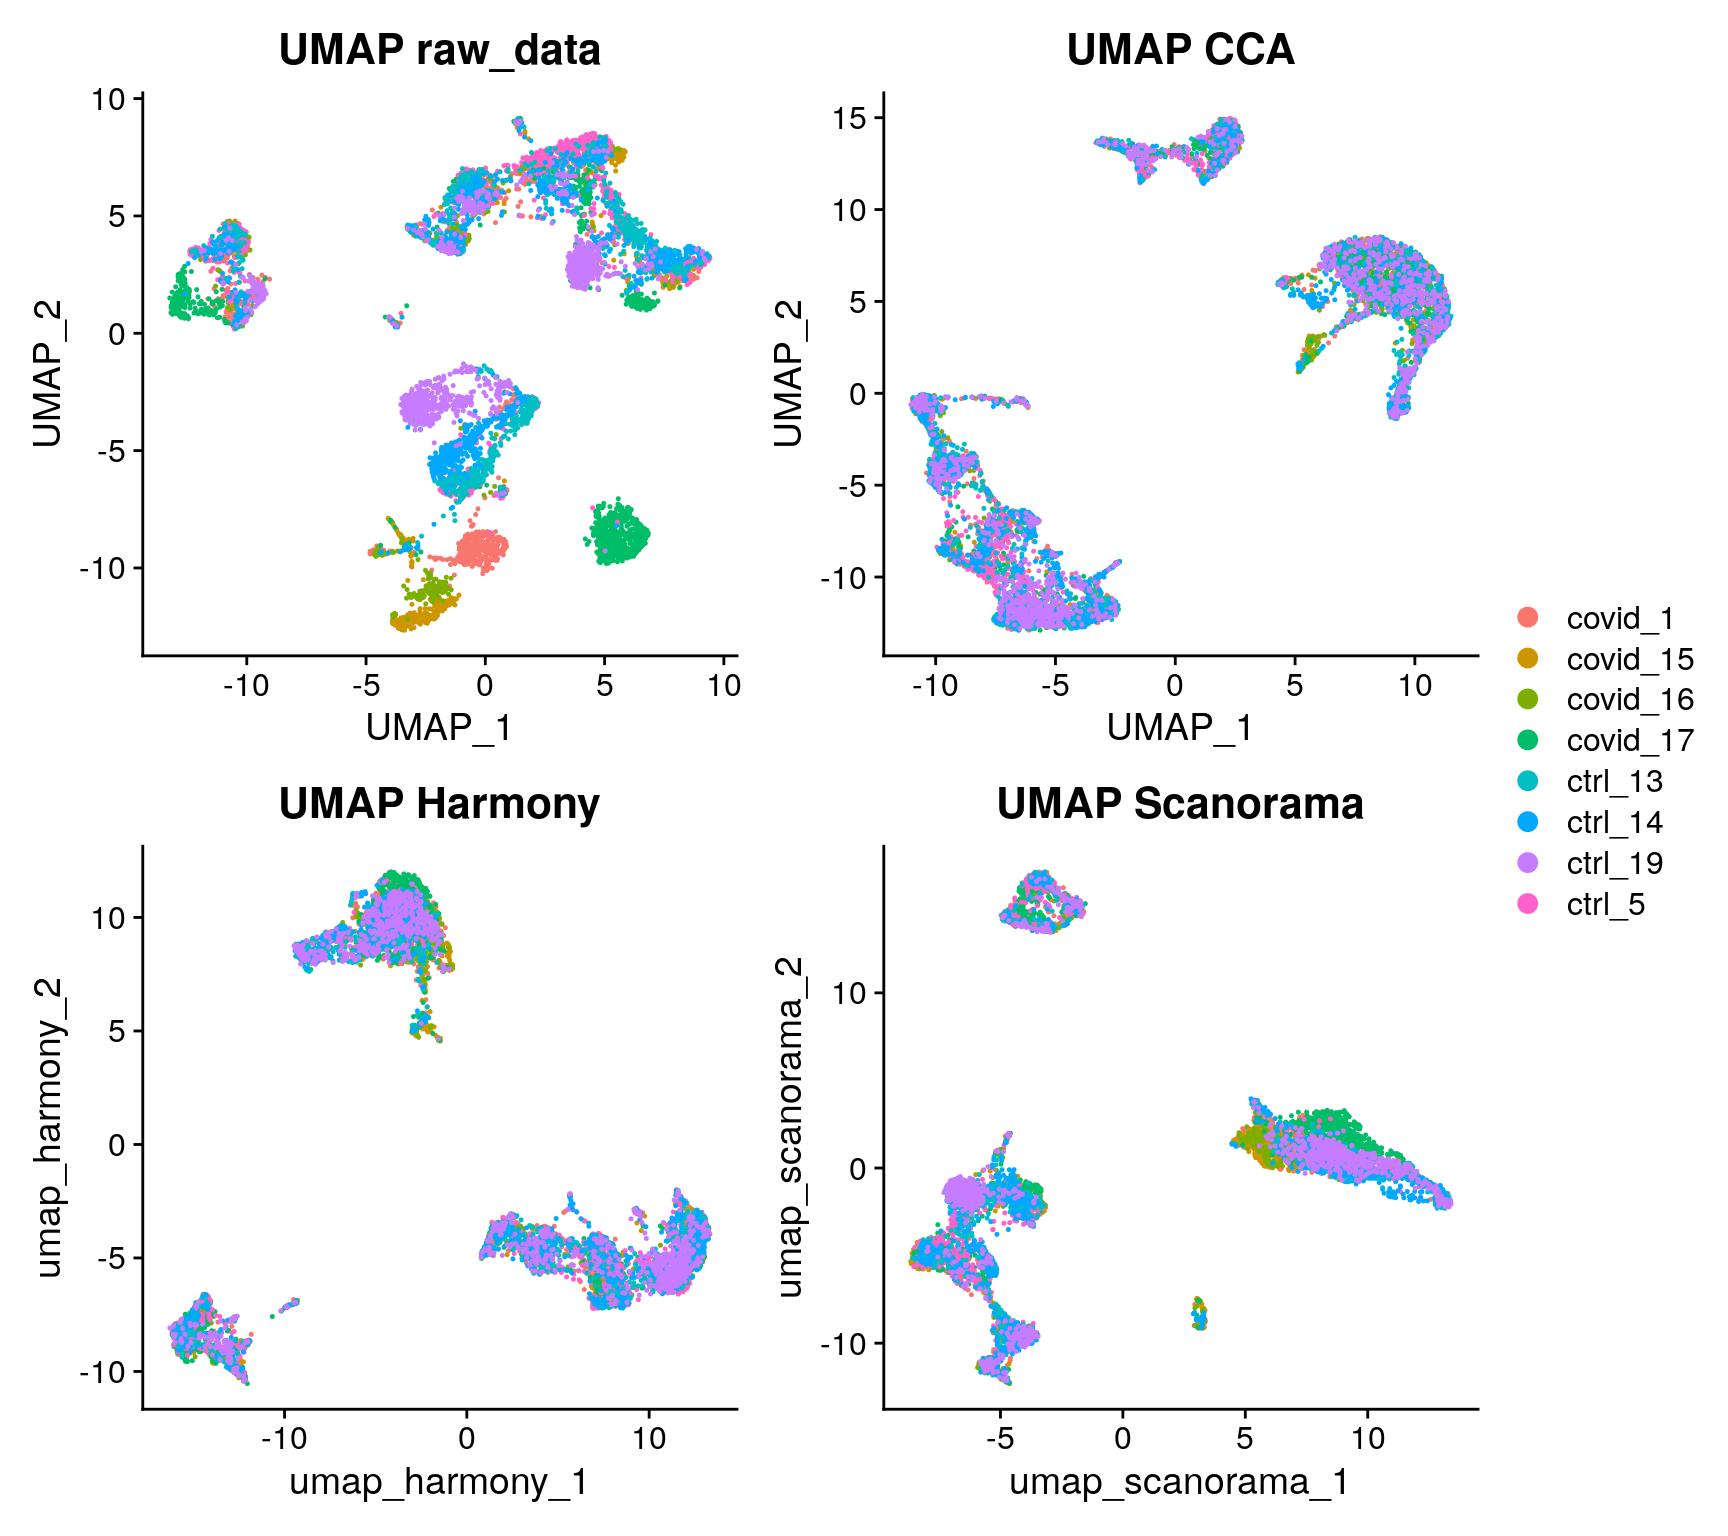 UMAP raw_data
10
5
0
-5
-10
UMAP_2
-10
-5
0
5
10
UMAP_1
UMAP CCA
15
10
5
0
-5
-10
UMAP_2
-10
-5
0
5
10
UMAP_1
UMAP Harmony
10
5
0
-5
-10
umap_harmony_2
-10
0
10
umap_harmony_1
UMAP Scanorama
10
0
-10
umap_scanorama_2
-5
0
5
10
umap_scanorama_1
covid_1
covid_15
covid_16
covid_17
ctrl_13
ctrl_14
ctrl_19
ctrl_5